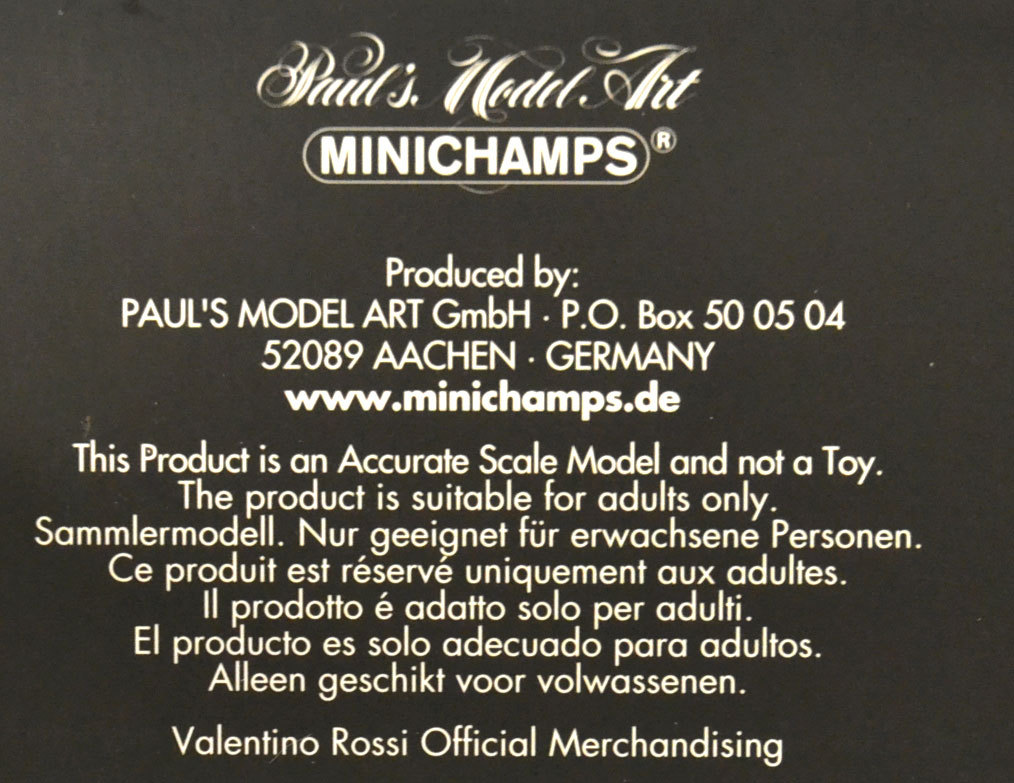 Paul's Model Art
MINICHAMPS®
Produced by:
PAUL'S MODEL ART GmbH · P.O. Box 50 05 04
52089 AACHEN · GERMANY
www.minichamps.de
This Product is an Accurate Scale Model and not a Toy.
The product is suitable for adults only.
Sammlermodell. Nur geeignet für erwachsene Personen.
Ce produit est réservé uniquement aux adultes.
Il prodotto é adatto solo per adulti.
El producto es solo adecuado para adultos.
Alleen geschikt voor volwassenen.
Valentino Rossi Official Merchandising